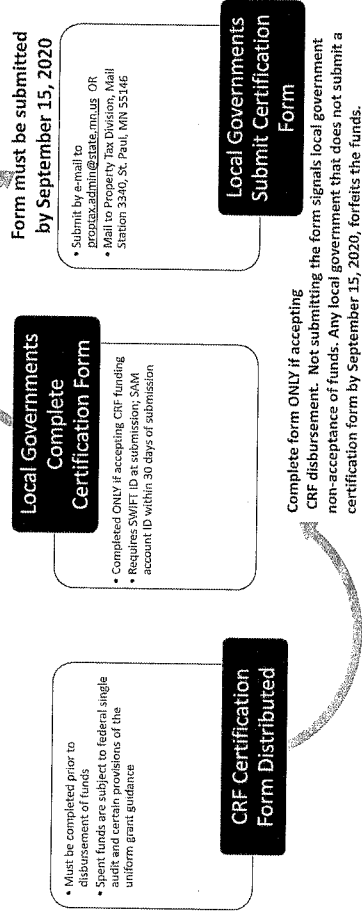 • Must be completed prior to
disbursement of funds
• Spent funds are subject to federal single
audit and certain provisions of the
uniform grant guidance
CRF Certification
Form Distributed
Local Governments
Complete
Certification Form
• Completed ONLY if accepting CRF funding
• Requires SWIFT ID at submission; SAM
account ID within 30 days of submission
Complete form ONLY if accepting
CRF disbursement. Not submitting the form signals local government
non-acceptance of funds. Any local government that does not submit a
certification form by September 15, 2020, forfeits the funds.
Form must be submitted
by September 15, 2020
• Submit by e-mail to
proptax.admin@state.mn.us OR
• Mail to Property Tax Division, Mail
Station 3340, St. Paul, MN 55146
Local Governments
Submit Certification
Form